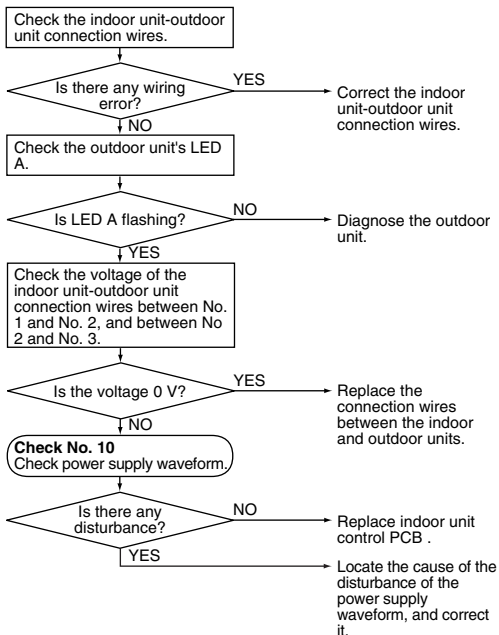 Check the indoor unit-outdoor
unit connection wires.
Is there any wiring
error?
YES
Correct the indoor
unit-outdoor unit
connection wires.
NO
Check the outdoor unit's LED
A.
Is LED A flashing?
NO
Diagnose the outdoor
unit.
YES
Check the voltage of the
indoor unit-outdoor unit
connection wires between No.
1 and No. 2, and between No
2 and No. 3.
Is the voltage 0 V?
YES
Replace the
connection wires
between the indoor
and outdoor units.
NO
Check No. 10
Check power supply waveform.
Is there any
disturbance?
NO
Replace indoor unit
control PCB .
YES
Locate the cause of the
disturbance of the
power supply
waveform, and correct
it.